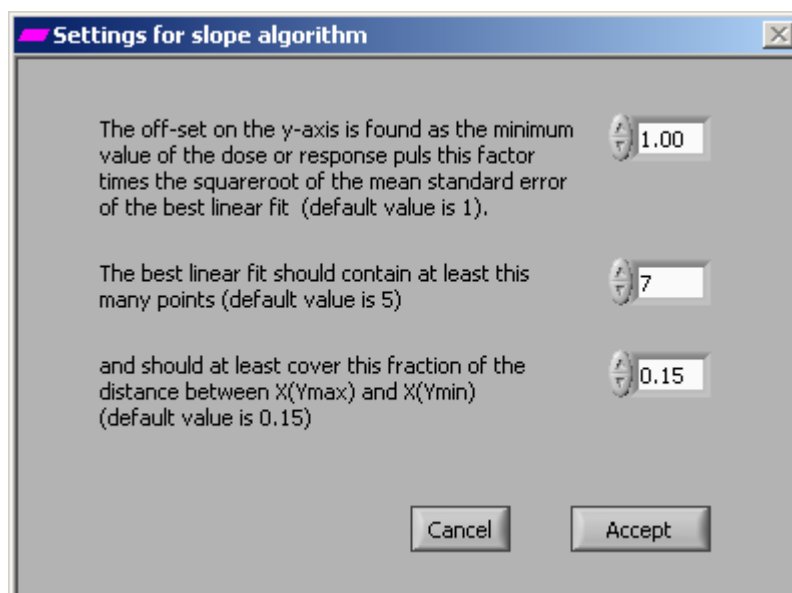 Settings for slope algorithm
The off-set on the y-axis is found as the minimum
value of the dose or response puls this factor
times the squareroot of the mean standard error
of the best linear fit (default value is 1).
1.00
The best linear fit should contain at least this
many points (default value is 5)
7
and should at least cover this fraction of the
distance between X(Ymax) and X(Ymin)
(default value is 0.15)
0.15
Cancel
Accept